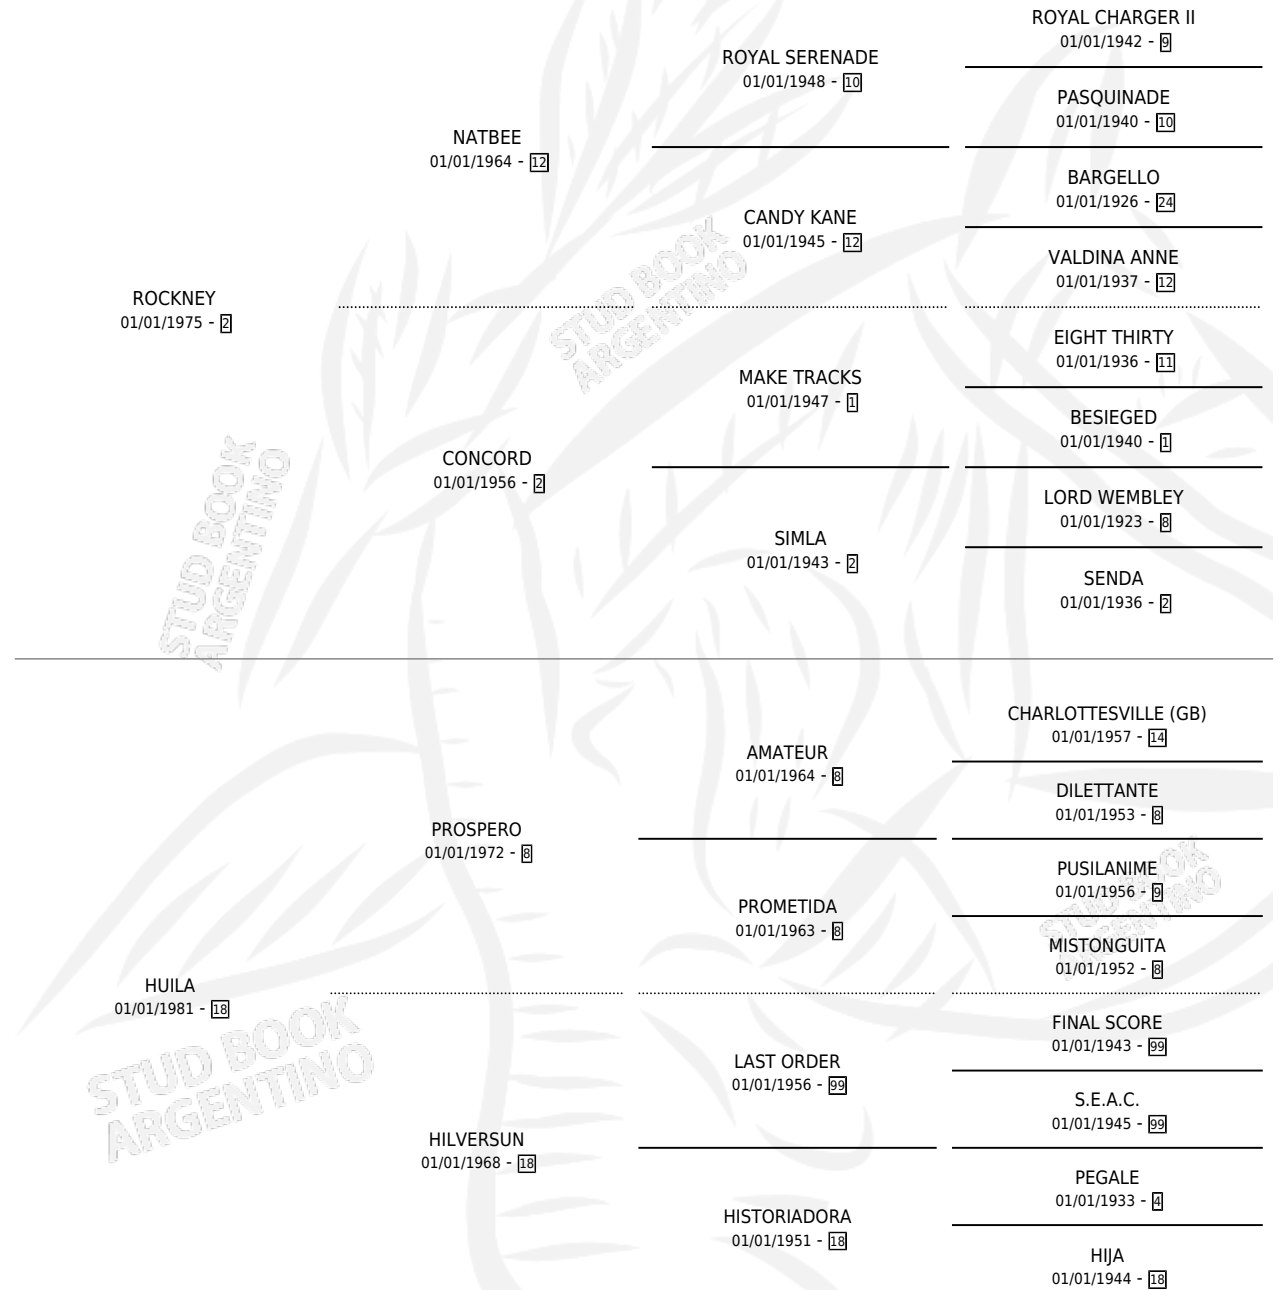 ROYAL CHARGER II
01/01/1942 - 9
ROYAL SERENADE
01/01/1948 - 10
PASQUINADE
01/01/1940 - 10
NATBEE
01/01/1964 - 12
BARGELLO
01/01/1926 - 24
CANDY KANE
01/01/1945 - 12
VALDINA ANNE
01/01/1937 - 12
ROCKNEY
01/01/1975 - 2
EIGHT THIRTY
01/01/1936 - 11
MAKE TRACKS
01/01/1947 - 1
BESIEGED
01/01/1940 - 1
CONCORD
01/01/1956 - 2
LORD WEMBLEY
01/01/1923 - 8
SIMLA
01/01/1943 - 2
SENDA
01/01/1936 - 2
CHARLOTTESVILLE (GB)
01/01/1957 - 14
AMATEUR
01/01/1964 - 8
DILETTANTE
01/01/1953 - 8
PROSPERO
01/01/1972 - 8
PUSILANIME
01/01/1956 - 9
PROMETIDA
01/01/1963 - 8
MISTONGUITA
01/01/1952 - 8
HUILA
01/01/1981 - 18
FINAL SCORE
01/01/1943 - 99
LAST ORDER
01/01/1956 - 99
S.E.A.C.
01/01/1945 - 99
HILVERSUN
01/01/1968 - 18
PEGALE
01/01/1933 - 4
HISTORIADORA
01/01/1951 - 18
HIJA
01/01/1944 - 18
STUD BOOK
ARGENTINO
STUD BOOK
ARGENTINO
STUD BOOK
ARGENTINO
STUD BOOK
ARGENTINO